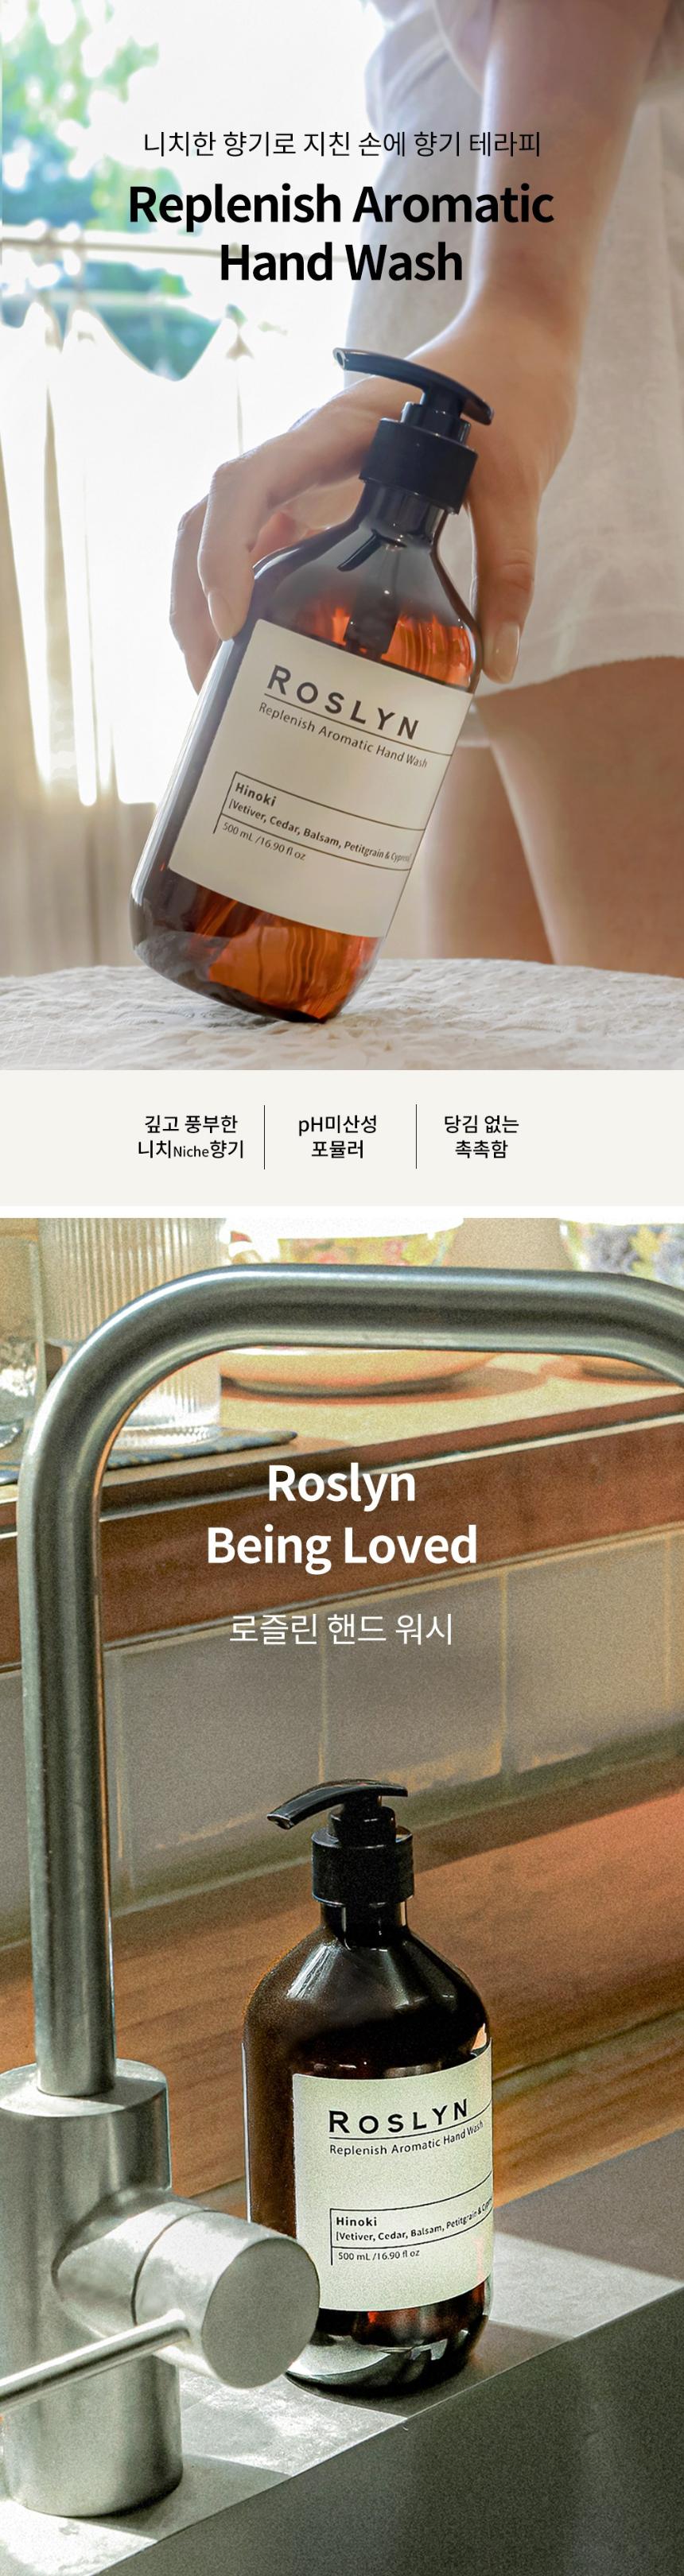 니치한 향기로 지친 손에 향기 테라피
Replenish Aromatic
Hand Wash
ROSLYN
Replenish Aromatic Hand Wash
Hinoki
[Vetiver, Cedar, Balsam, Petitgrain & Cypress]
500 mL /16.90 fl oz
깊고 풍부한
니치Niche향기
pH미산성
포뮬러
당김 없는
촉촉함
Roslyn
Being Loved
로즐린 핸드 워시
ROSLYN
Replenish Aromatic Hand Wash
Hinoki
[Vetiver, Cedar, Balsam, Petitgrain &
500 mL /16.90 fl oz